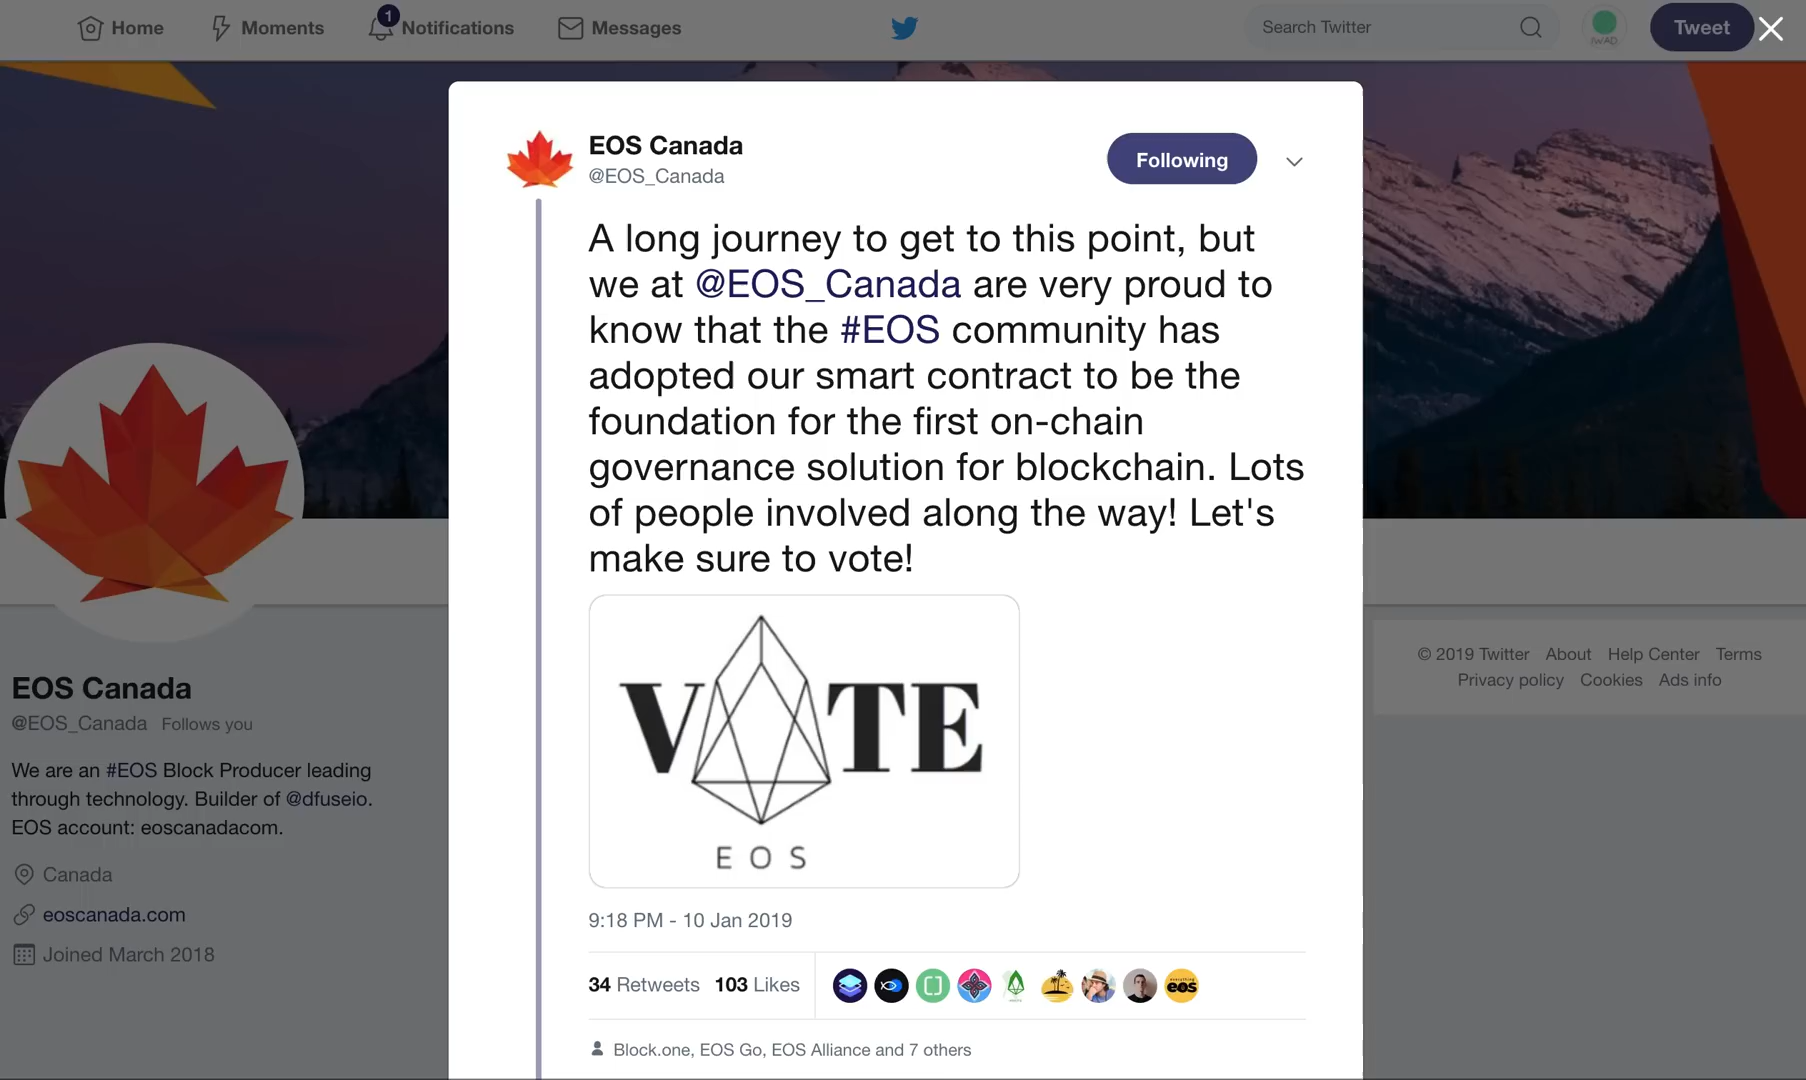 Home
Moments
1
Notifications
Messages
Search Twitter
IWAD
Tweet
EOS Canada
@EOS_Canada
Following
A long journey to get to this point, but
we at @EOS_Canada are very proud to
know that the #EOS community has
adopted our smart contract to be the
foundation for the first on-chain
governance solution for blockchain. Lots
of people involved along the way! Let's
make sure to vote!
VOTE
EOS
9:18 PM - 10 Jan 2019
34 Retweets 103 Likes
eos
Block.one, EOS Go, EOS Alliance and 7 others
EOS Canada
@EOS_Canada Follows you
We are an #EOS Block Producer leading
through technology. Builder of @dfuseio.
EOS account: eoscanadacom.
Canada
eoscanada.com
Joined March 2018
© 2019 Twitter About Help Center Terms
Privacy policy Cookies Ads info